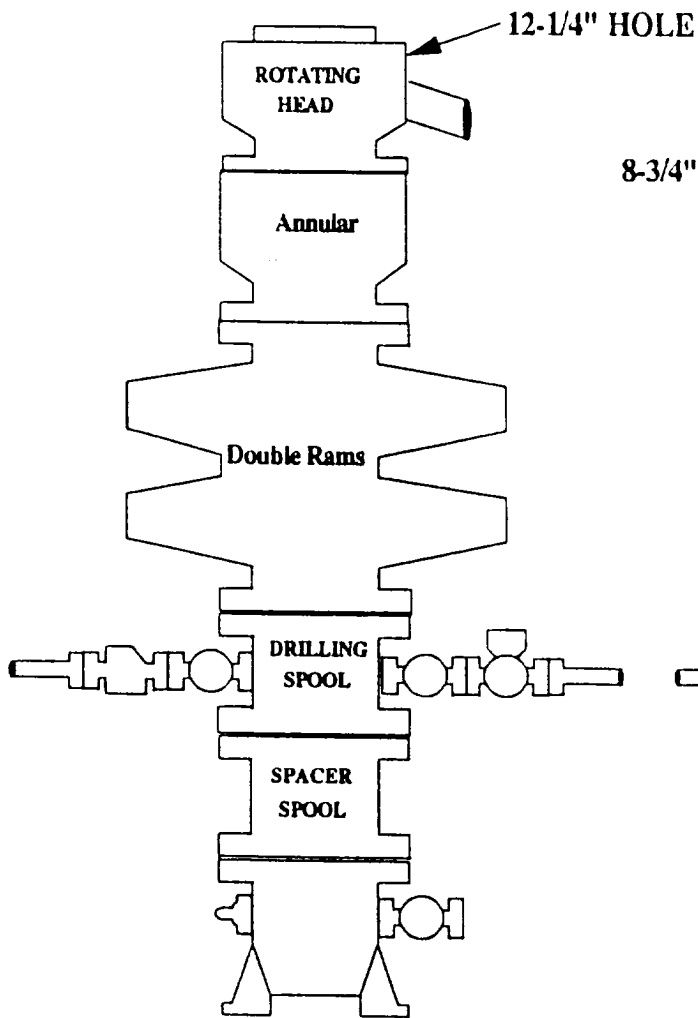 12-1/4" HOLE
ROTATING
HEAD
8-3/4"
Annular
Double Rams
DRILLING
SPOOL
SPACER
SPOOL